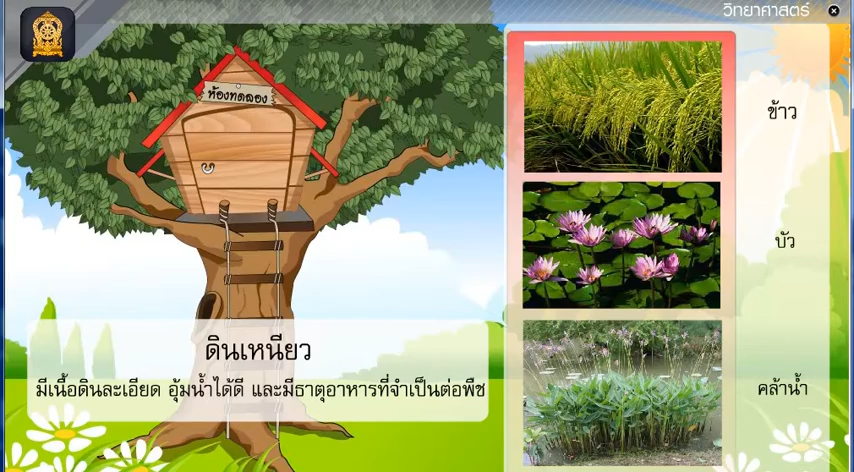 วิทยาศาสตร์
ห้องทดลอง
ข้าว
บัว
คล้าน้ำ
ดินเหนียว
มีเนื้อดินละเอียด อุ้มน้ำได้ดี และมีธาตุอาหารที่จำเป็นต่อพืช